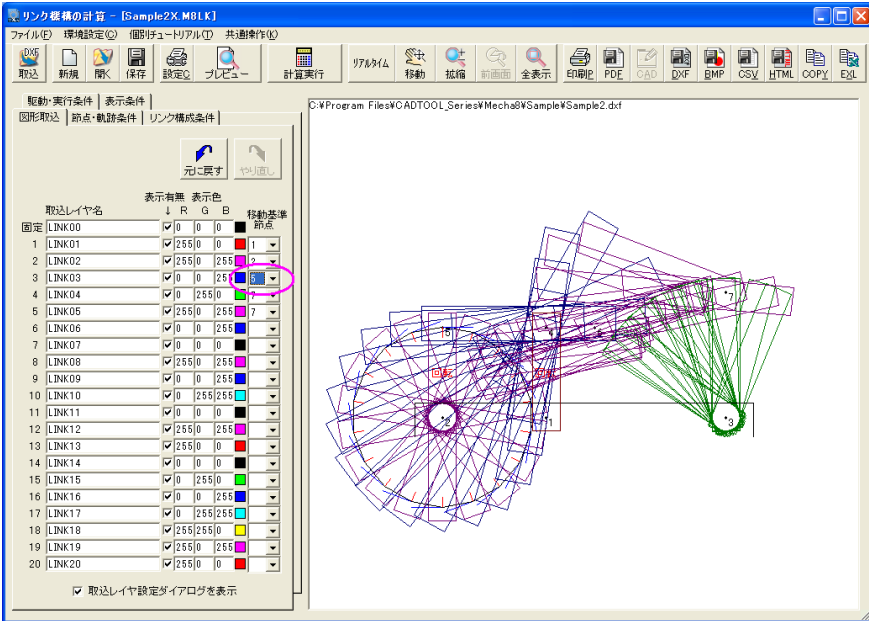 リンク機構の計算 - [Sample2X.M8LK]
ファイル(F) 環境設定(C) 個別チュートリアル(T) 共通操作(K)
取込 新規 開く 保存 設定C プレビュー 計算実行 リアルタイム 移動 拡縮 前画面 全表示 印刷P PDF CAD DXF BMP CSV HTML COPY EXL
駆動・実行条件 表示条件
図形取込 節点・軌跡条件 リンク構成条件
C:¥Program Files¥CADTOOL_Series¥Mecha8¥Sample¥Sample2.dxf
元に戻す やり直し
表示有無 表示色
取込レイヤ名 ↓ R G B 移動基準
節点
固定 LINK00 0 0 0
1 LINK01 255 0 0 1
2 LINK02 255 0 255 2
3 LINK03 0 0 255 5
4 LINK04 0 255 0 7
5 LINK05 255 0 255 7
6 LINK06 0 0 255
7 LINK07 0 0 0
8 LINK08 255 0 255
9 LINK09 0 0 255
10 LINK10 0 255 255
11 LINK11 0 0 0
12 LINK12 255 0 255
13 LINK13 255 0 0
14 LINK14 0 0 0
15 LINK15 0 255 0
16 LINK16 0 0 255
17 LINK17 0 255 255
18 LINK18 255 255 0
19 LINK19 255 0 255
20 LINK20 255 0 0
取込レイヤ設定ダイアログを表示
7
5
回転 回転
2 1 3